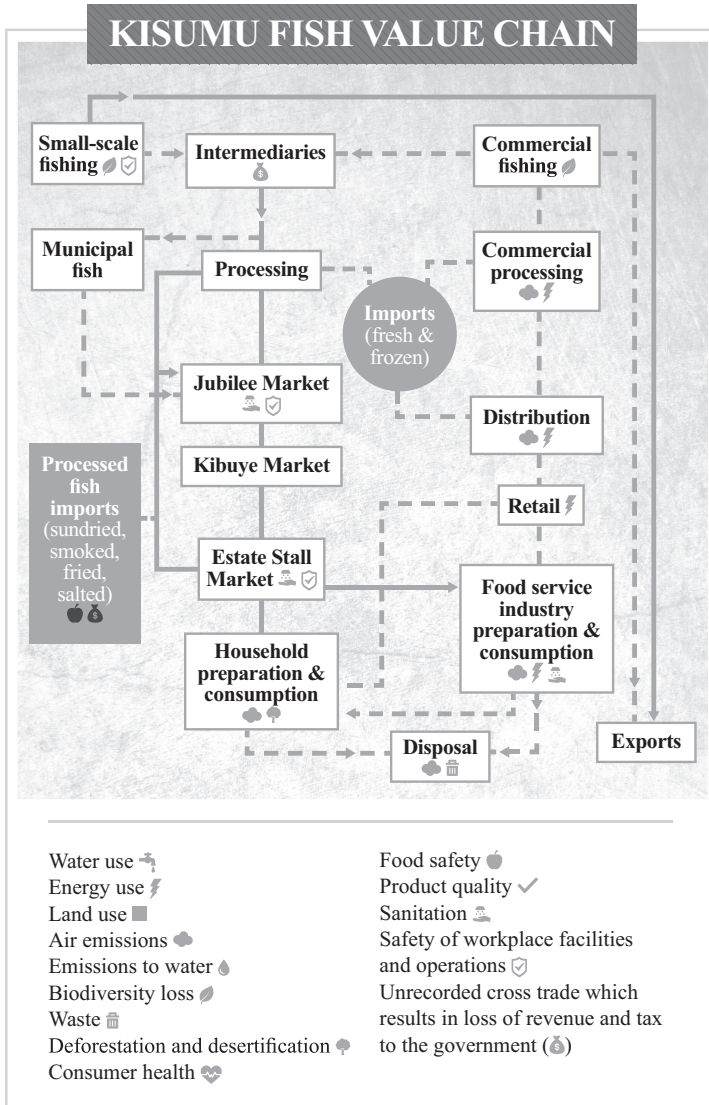 KISUMU FISH VALUE CHAIN
Small-scale
fishing
Intermediaries
Commercial
fishing
Municipal
fish
Processing
Commercial
processing
Imports
(fresh &
frozen)
Jubilee Market
Distribution
Processed
fish
imports
(sundried,
smoked,
fried,
salted)
Kibuye Market
Retail
Estate Stall
Market
Food service
industry
preparation &
consumption
Household
preparation &
consumption
Disposal
Exports
Water use
Energy use
Land use
Air emissions
Emissions to water
Biodiversity loss
Waste
Deforestation and desertification
Consumer health
Food safety
Product quality
Sanitation
Safety of workplace facilities
and operations
Unrecorded cross trade which
results in loss of revenue and tax
to the government ($)